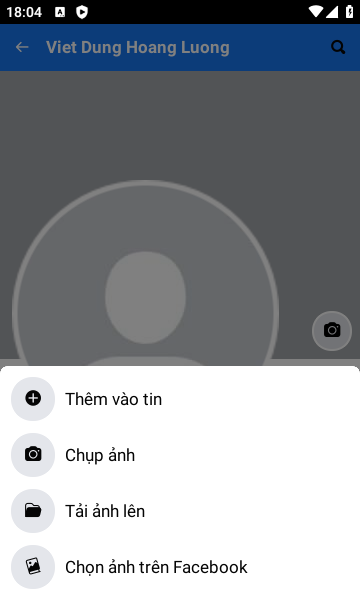 18:04
A
Viet Dung Hoang Luong
Thêm vào tin
Chụp ảnh
Tải ảnh lên
Chọn ảnh trên Facebook